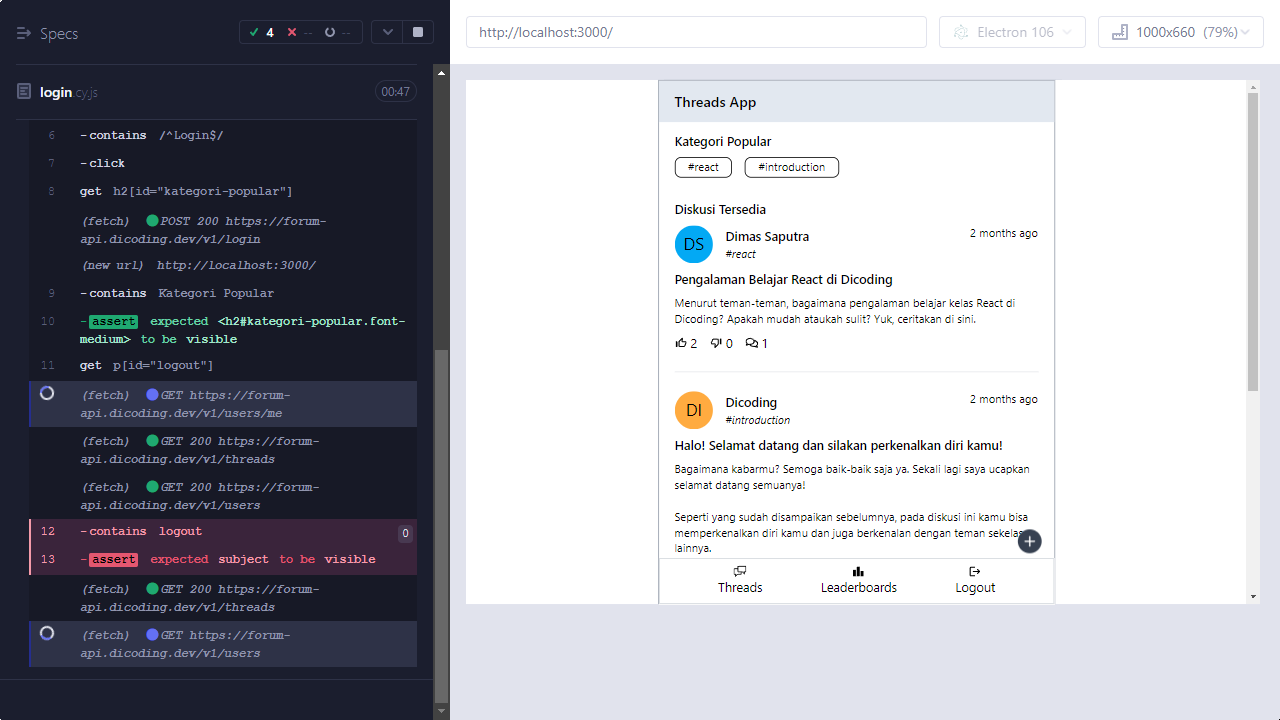 Specs
4
--
--
login.cy.js
00:47
6 -contains /^Login$/
7 -click
8 get h2[id="kategori-popular"]
(fetch) POST 200 https://forum-
api.dicoding.dev/v1/login
(new url) http://localhost:3000/
9 -contains Kategori Popular
10 -assert expected <h2#kategori-popular.font-
medium> to be visible
11 get p[id="logout"]
(fetch) GET https://forum-
api.dicoding.dev/v1/users/me
(fetch) GET 200 https://forum-
api.dicoding.dev/v1/threads
(fetch) GET 200 https://forum-
api.dicoding.dev/v1/users
12 -contains logout 0
13 -assert expected subject to be visible
(fetch) GET 200 https://forum-
api.dicoding.dev/v1/threads
(fetch) GET https://forum-
api.dicoding.dev/v1/users
http://localhost:3000/
Electron 106
1000x660 (79%)
Threads App
Kategori Popular
#react #introduction
Diskusi Tersedia
DS
Dimas Saputra
2 months ago
#react
Pengalaman Belajar React di Dicoding
Menurut teman-teman, bagaimana pengalaman belajar kelas React di
Dicoding? Apakah mudah ataukah sulit? Yuk, ceritakan di sini.
2 0 1
DI
Dicoding
2 months ago
#introduction
Halo! Selamat datang dan silakan perkenalkan diri kamu!
Bagaimana kabarmu? Semoga baik-baik saja ya. Sekali lagi saya ucapkan
selamat datang semuanya!
Seperti yang sudah disampaikan sebelumnya, pada diskusi ini kamu bisa
memperkenalkan diri kamu dan juga berkenalan dengan teman sekelas
lainnya.
Threads
Leaderboards
Logout